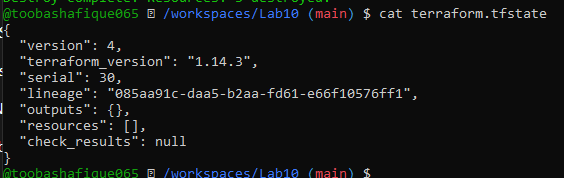 Destroy complete! Resources: 3 destroyed.
@toobashafique065 /workspaces/Lab10 (main) $ cat terraform.tfstate
{
  "version": 4,
  "terraform_version": "1.14.3",
  "serial": 30,
  "lineage": "085aa91c-daa5-b2aa-fd61-e66f10576ff1",
  "outputs": {},
  "resources": [],
  "check_results": null
}
@toobashafique065 /workspaces/Lab10 (main) $